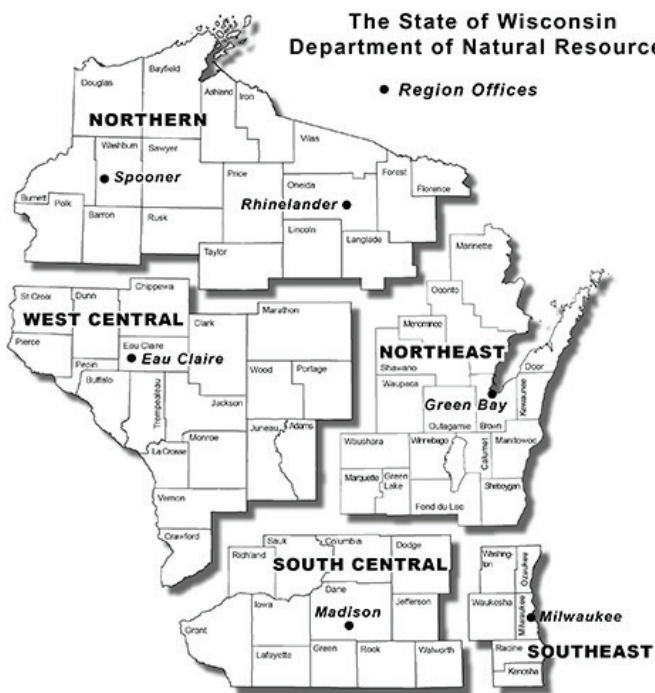 The State of Wisconsin
Department of Natural Resource
Region Offices
Douglas
Bayfield
Ashland
Iron
NORTHERN
Vilas
Washburn
Sawyer
Price
Oneida
Forest
Florence
Spooner
Rhinelander
Burnett
Polk
Barron
Rusk
Lincoln
Langlade
Taylor
Marinette
Oconto
Chippewa
St Croix
Dunn
Marathon
WEST CENTRAL
Clark
Menominee
Pierce
Eau Claire
Eau Claire
NORTHEAST
Door
Pepin
Buffalo
Wood
Portage
Shawano
Waupaca
Green Bay
Kewaunee
Trempealeau
Jackson
Outagamie
Brown
Juneau
Adams
Monroe
La Crosse
Waushara
Winnebago
Calumet
Manitowoc
Marquette
Green
Lake
Sheboygan
Vernon
Fond du Lac
Crawford
Sauk
Columbia
Dodge
Richland
SOUTH CENTRAL
Washing-
ton
Ozaukee
Dane
Iowa
Jefferson
Waukesha
Milwaukee
Milwaukee
Madison
Grant
Racine
SOUTHEAST
Lafayette
Green
Rock
Walworth
Kenosha